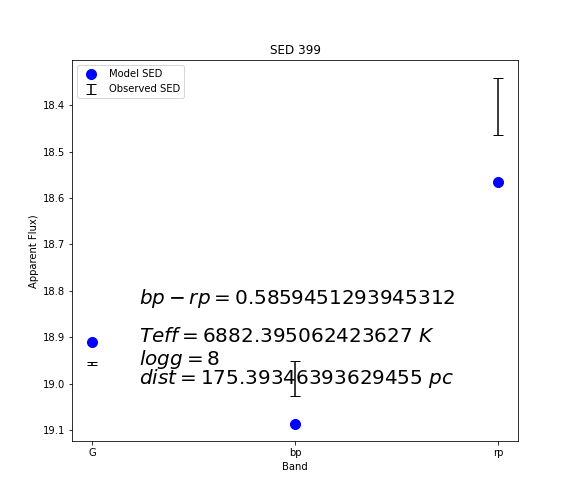 SED 399
Model SED
Observed SED
Apparent Flux)
18.4
18.5
18.6
18.7
18.8
18.9
19.0
19.1
bp − rp = 0.5859451293945312
Teff = 6882.395062423627 K
logg = 8
dist = 175.39346393629455 pc
G
bp
rp
Band